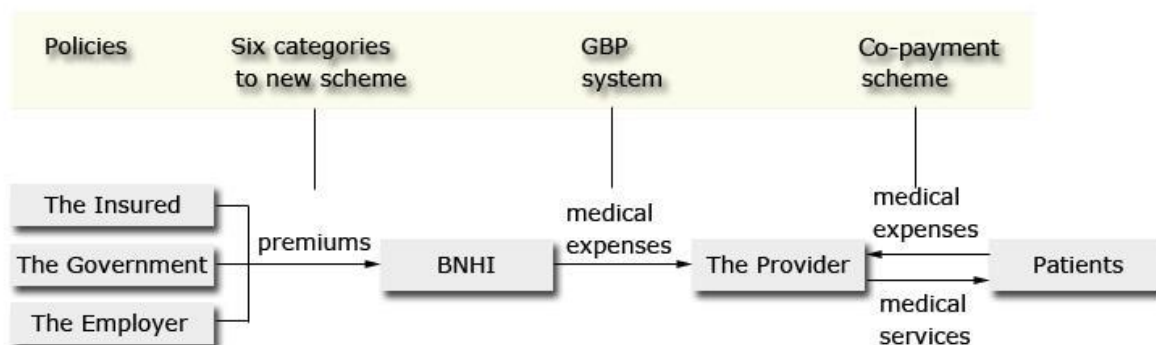 Policies
Six categories
to new scheme
GBP
system
Co-payment
scheme
The Insured
The Government
The Employer
premiums
BNHI
medical
expenses
The Provider
medical
expenses
medical
services
Patients